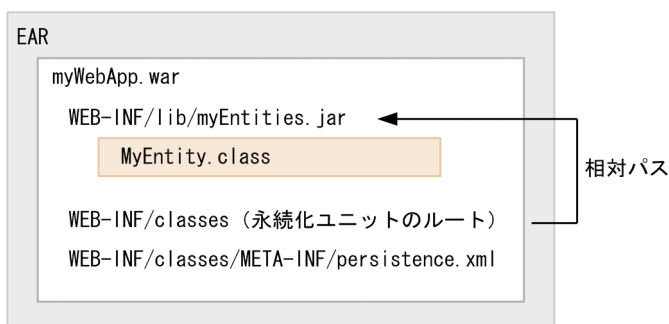 EAR
myWebApp.war
WEB-INF/lib/myEntities.jar
MyEntity.class
相対パス
WEB-INF/classes（永続化ユニットのルート）
WEB-INF/classes/META-INF/persistence.xml